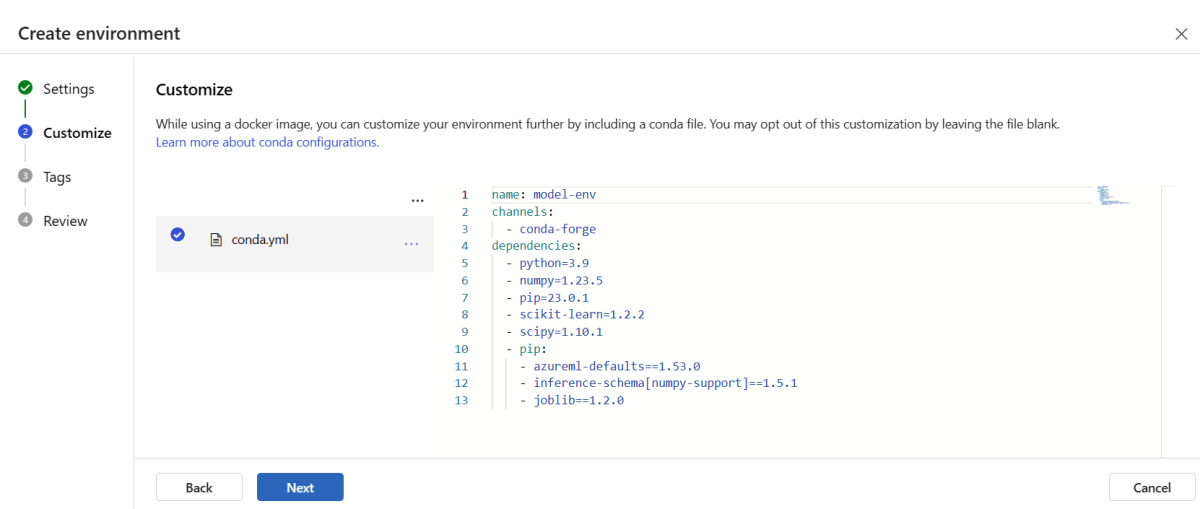 Create environment
Settings
2 Customize
3 Tags
4 Review
Customize
While using a docker image, you can customize your environment further by including a conda file. You may opt out of this customization by leaving the file blank.
Learn more about conda configurations.
...
conda.yml ...
1 name: model-env
2 channels:
3 - conda-forge
4 dependencies:
5 - python=3.9
6 - numpy=1.23.5
7 - pip=23.0.1
8 - scikit-learn=1.2.2
9 - scipy=1.10.1
10 - pip:
11 - azureml-defaults==1.53.0
12 - inference-schema[numpy-support]==1.5.1
13 - joblib==1.2.0
Back Next Cancel